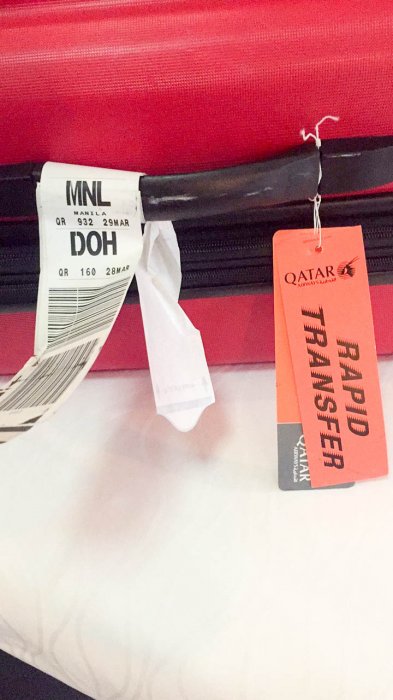 MNL
MANILA
QR 932 29MAR
DOH
QR 160 28MAR
QATAR
RAPID
TRANSFER
QATAR